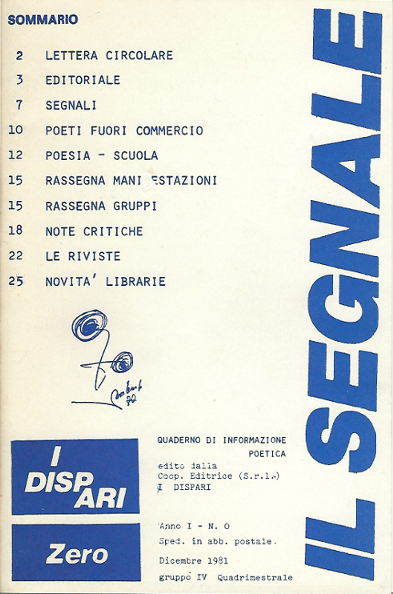 SOMMARIO
2 LETTERA CIRCOLARE
3 EDITORIALE
7 SEGNALI
10 POETI FUORI COMMERCIO
12 POESIA - SCUOLA
15 RASSEGNA MANI ESTAZIONI
15 RASSEGNA GRUPPI
18 NOTE CRITICHE
22 LE RIVISTE
25 NOVITA' LIBRARIE
IL SEGNALE
I
DISP
ARI
Zero
QUADERNO DI INFORMAZIONE
POETICA
edito dalla
Coop. Editrice (S.r.l.)
I DISPARI
Anno I - N. 0
Sped. in abb. postale.
Dicembre 1981
gruppo IV Quadrimestrale